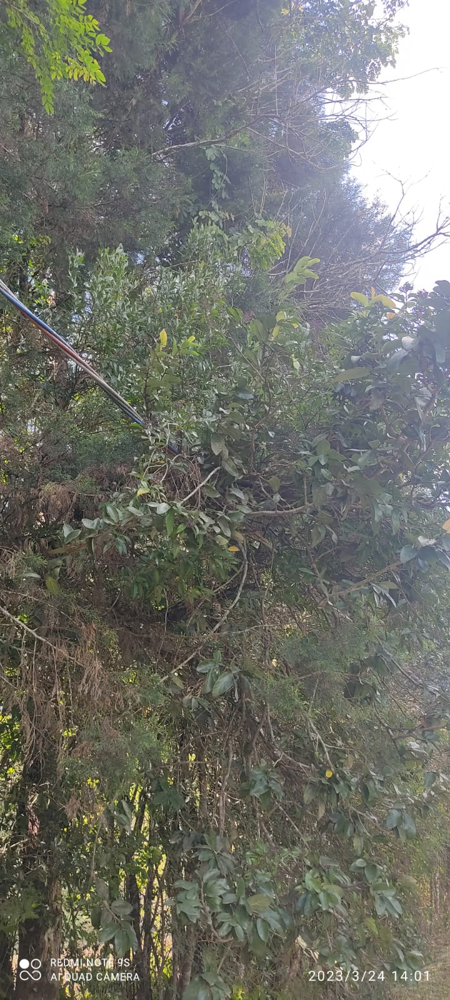 REDMI NOTE 9S
AI QUAD CAMERA
2023/3/24 14:01